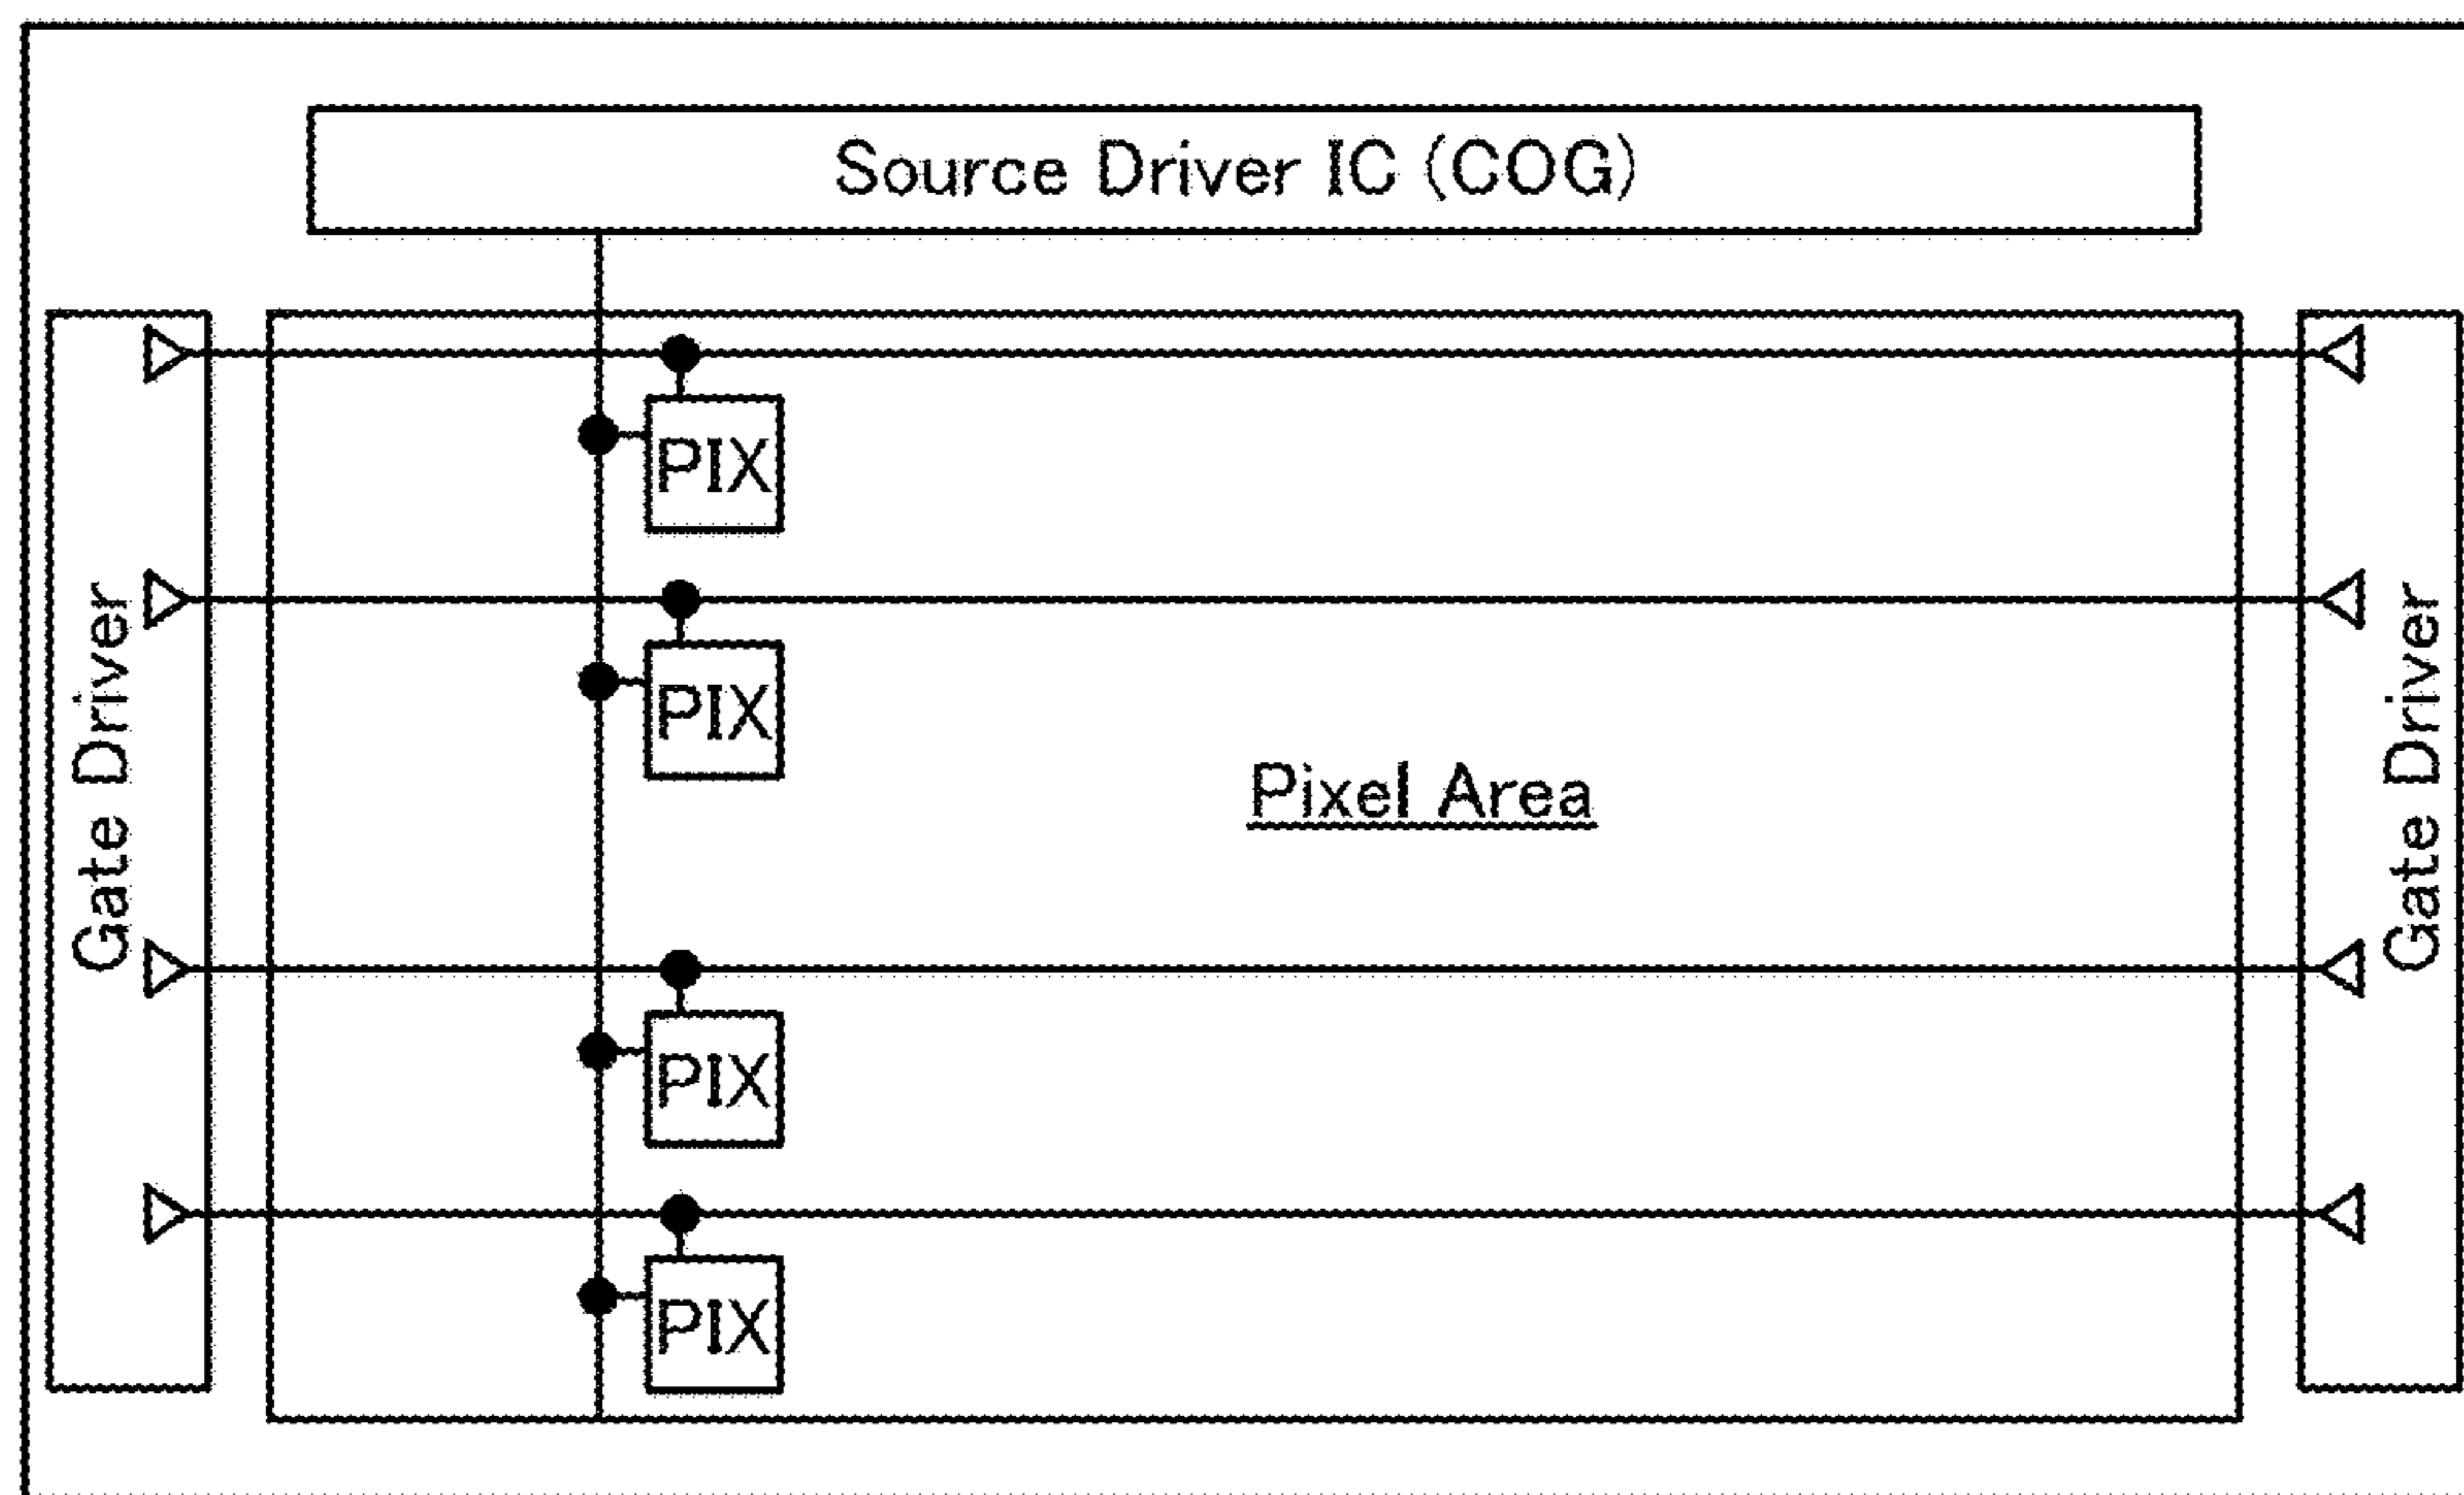 Source Driver IC (COG)
Gate Driver
PIX
PIX
Pixel Area
PIX
PIX
Gate Driver